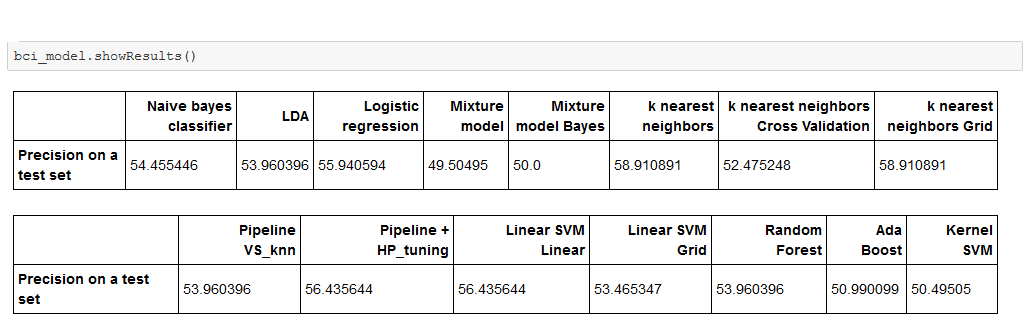 bci_model.showResults()
Naive bayes classifier LDA Logistic regression Mixture model Mixture model Bayes k nearest neighbors k nearest neighbors Cross Validation k nearest neighbors Grid
Precision on a test set 54.455446 53.960396 55.940594 49.50495 50.0 58.910891 52.475248 58.910891
Pipeline VS_knn Pipeline + HP_tuning Linear SVM Linear Linear SVM Grid Random Forest Ada Boost Kernel SVM
Precision on a test set 53.960396 56.435644 56.435644 53.465347 53.960396 50.990099 50.49505